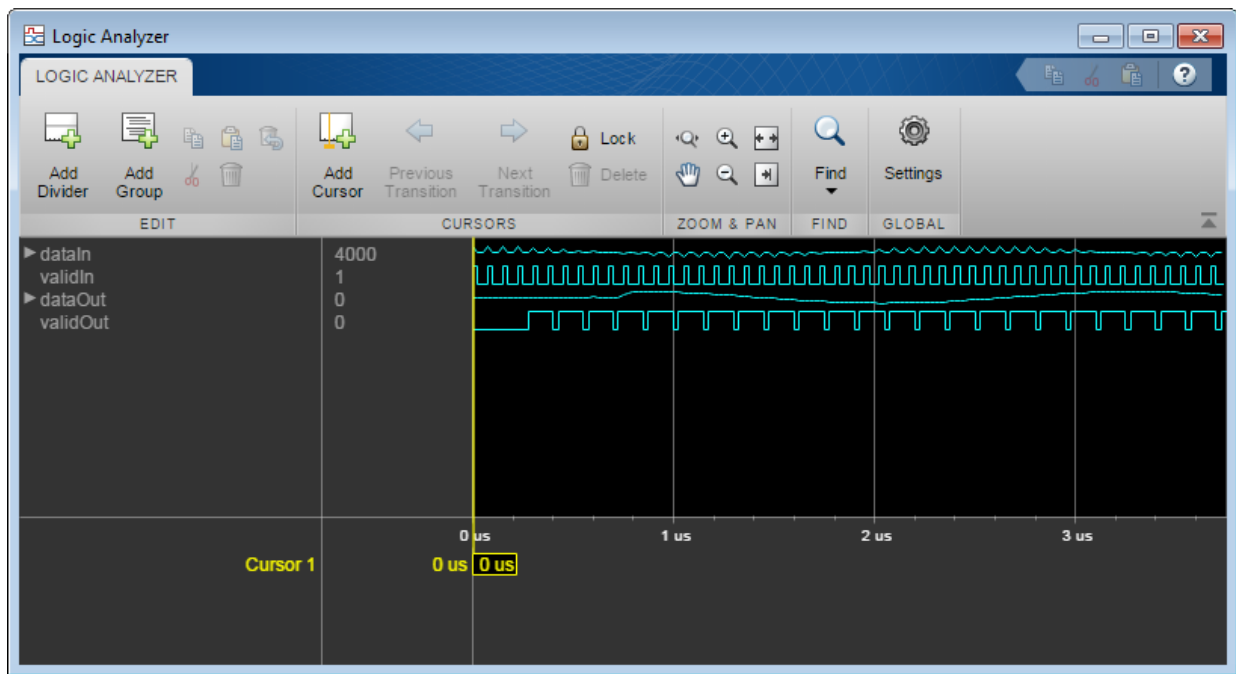 Logic Analyzer
LOGIC ANALYZER
?
Add Divider
Add Group
Add Cursor
Previous Transition
Next Transition
Lock
Delete
Find
Settings
EDIT
CURSORS
ZOOM & PAN
FIND
GLOBAL
dataIn 4000
validIn 1
dataOut 0
validOut 0
0 us 1 us 2 us 3 us
Cursor 1 0 us 0 us